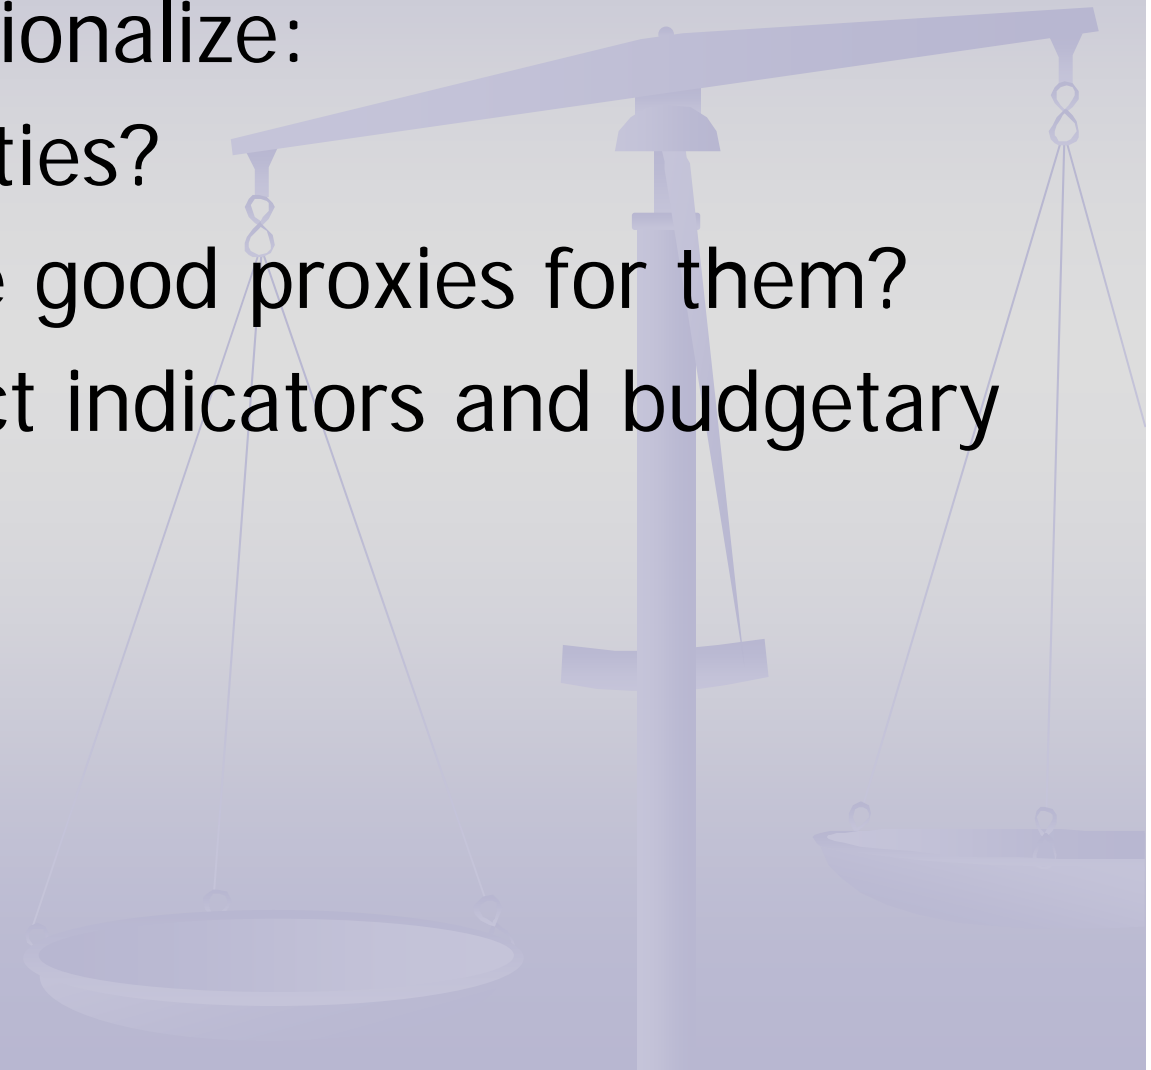 ionalize:
ties?
e good proxies for them?
ct indicators and budgetary